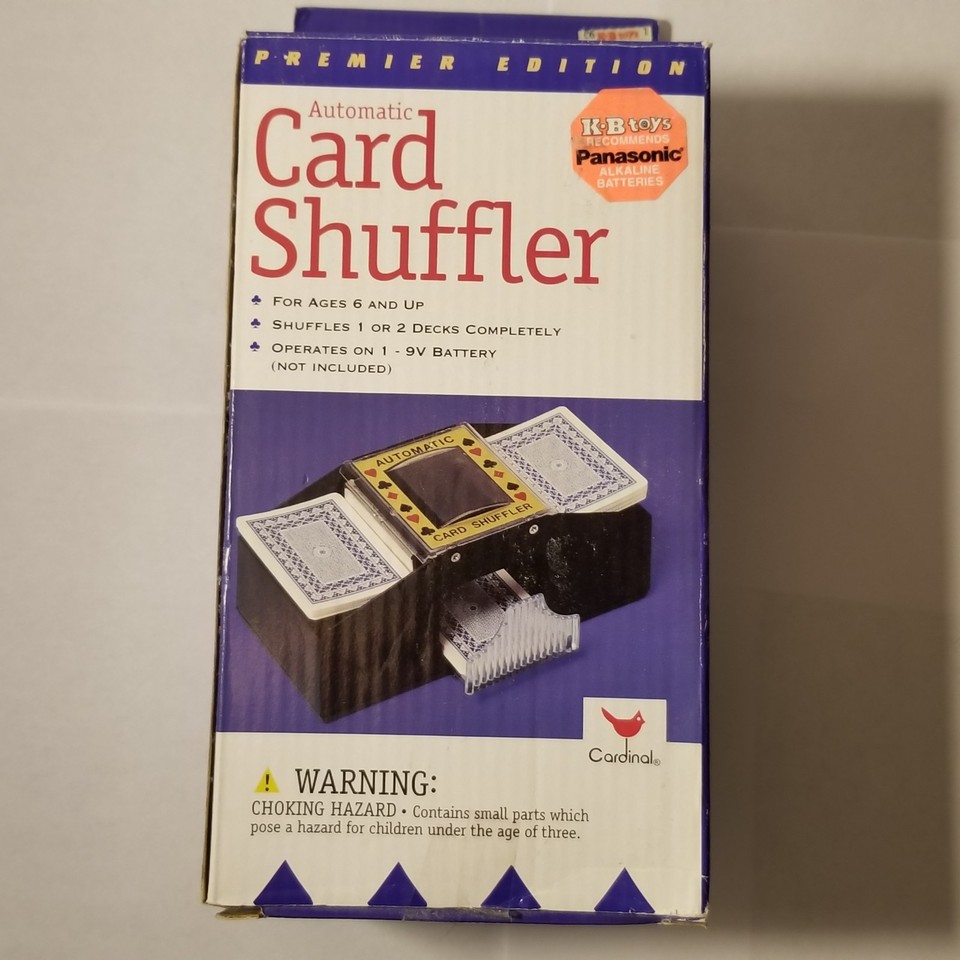 PREMIER EDITION
Automatic
Card
Shuffler
K·B toys
RECOMMENDS
Panasonic®
ALKALINE
BATTERIES
FOR AGES 6 AND UP
SHUFFLES 1 OR 2 DECKS COMPLETELY
OPERATES ON 1 - 9V BATTERY
(NOT INCLUDED)
AUTOMATIC
CARD SHUFFLER
Cardinal®
WARNING:
CHOKING HAZARD • Contains small parts which
pose a hazard for children under the age of three.